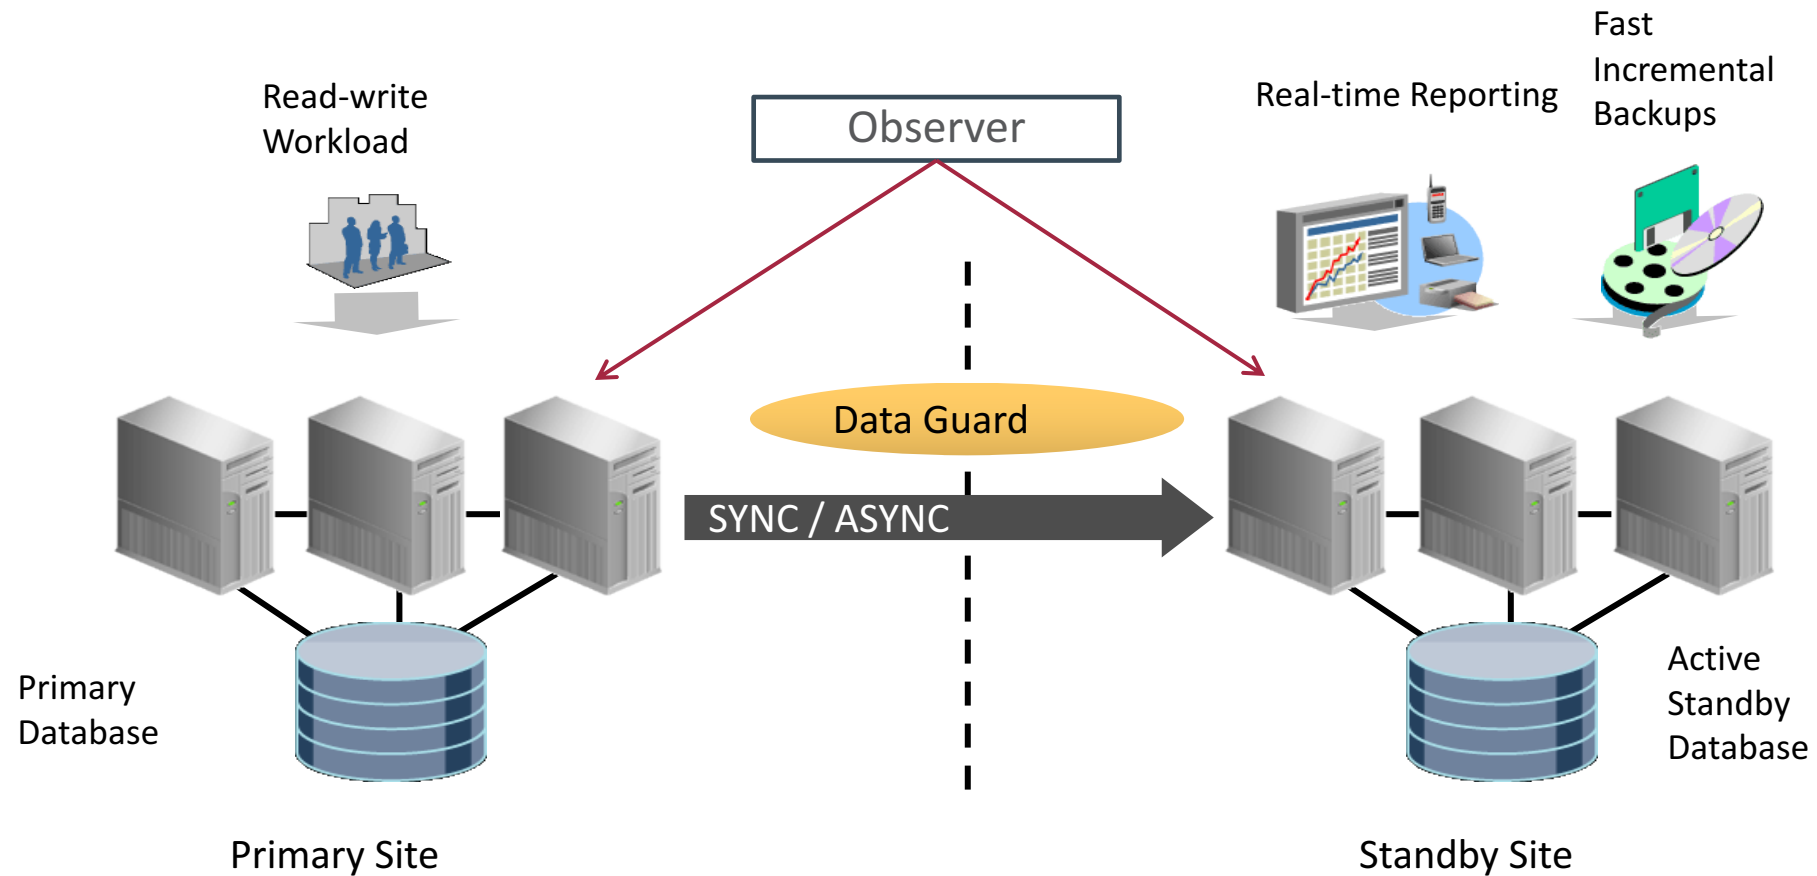 Read-write
Workload
Observer
Real-time Reporting
Fast
Incremental
Backups
Data Guard
SYNC / ASYNC
Primary
Database
Active
Standby
Database
Primary Site
Standby Site